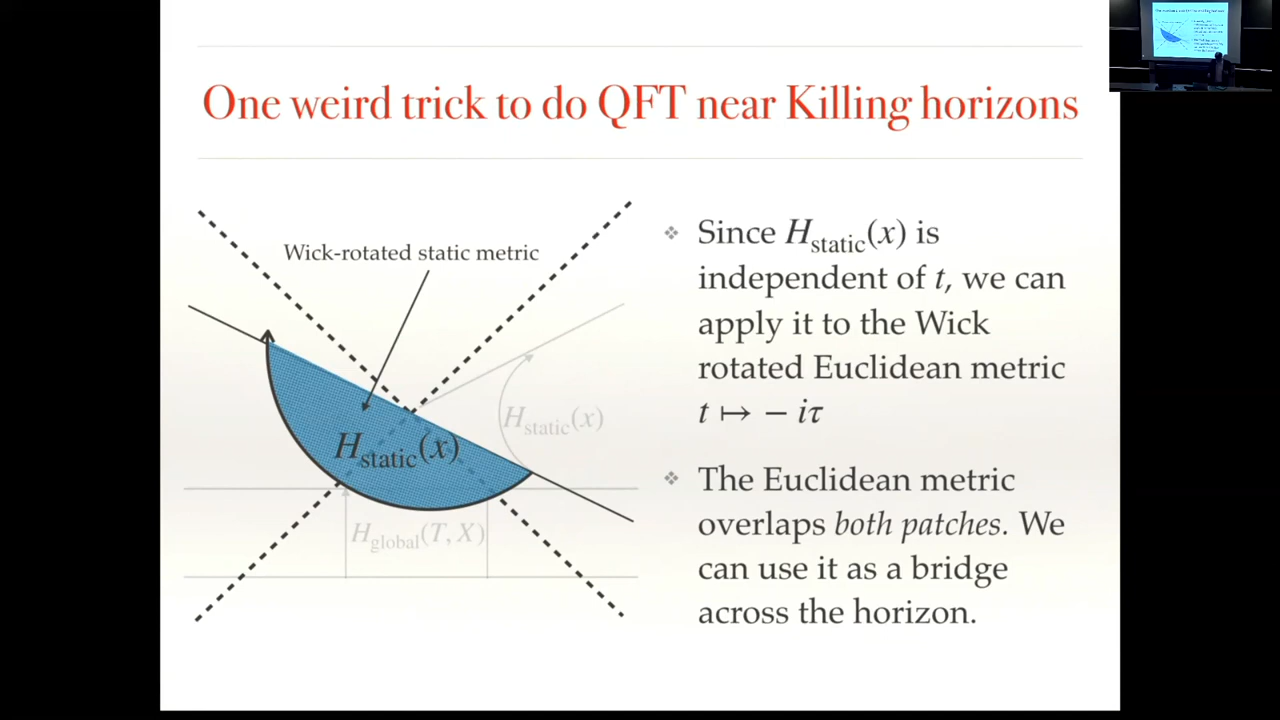 One weird trick to do QFT near Killing horizons
Wick-rotated static metric
H_static(x)
H_static(x)
H_global(T, X)
❖ Since H_static(x) is
independent of t, we can
apply it to the Wick
rotated Euclidean metric
t ↦ − iτ
❖ The Euclidean metric
overlaps both patches. We
can use it as a bridge
across the horizon.